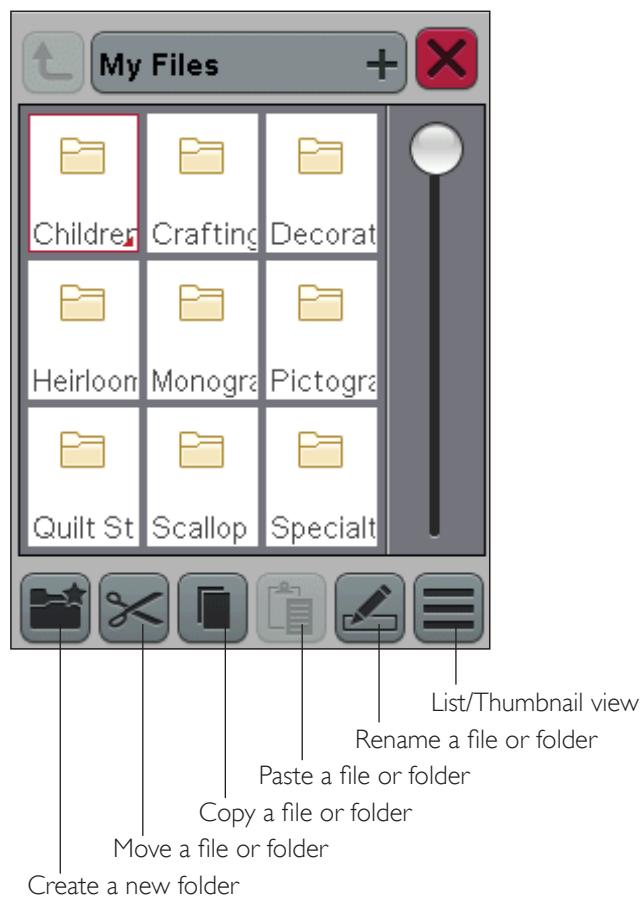 My Files
Children Crafting Decorat
Heirloom Monogra Pictogra
Quilt St Scallop Specialt
List/Thumbnail view
Rename a file or folder
Paste a file or folder
Copy a file or folder
Move a file or folder
Create a new folder